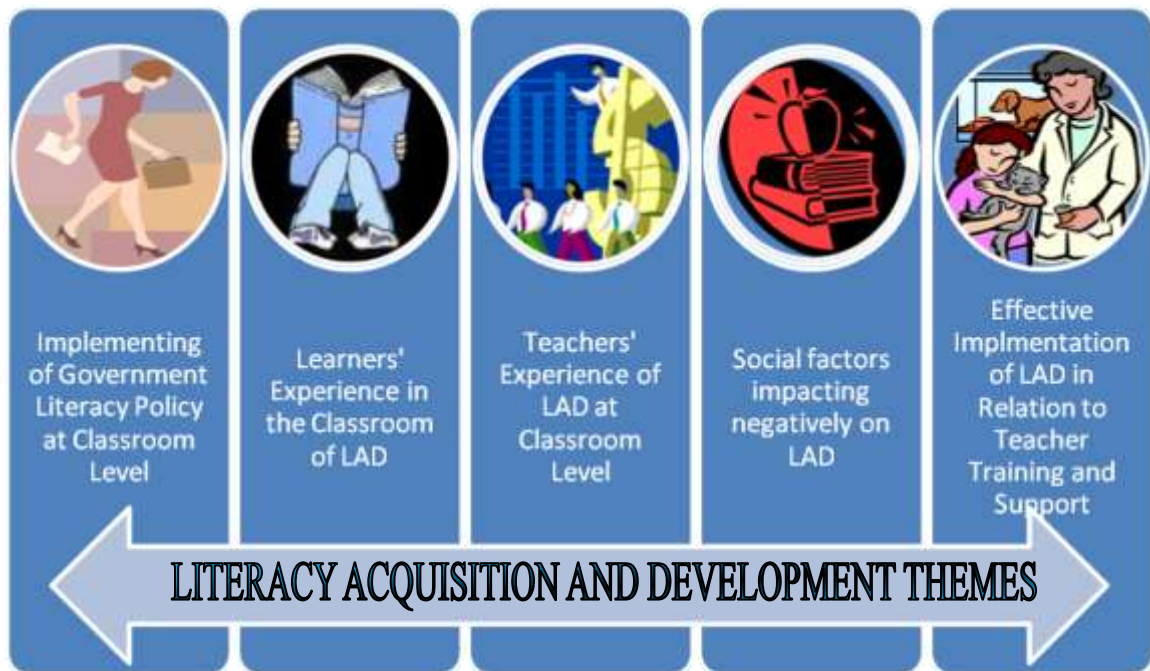 Implementing
of Government
Literacy Policy
at Classroom
Level
Learners'
Experience in
the Classroom
of LAD
Teachers'
Experience of
LAD at
Classroom
Level
Social factors
impacting
negatively on
LAD
Effective
Implmentation
of LAD in
Relation to
Teacher
Training and
Support
LITERACY ACQUISITION AND DEVELOPMENT THEMES